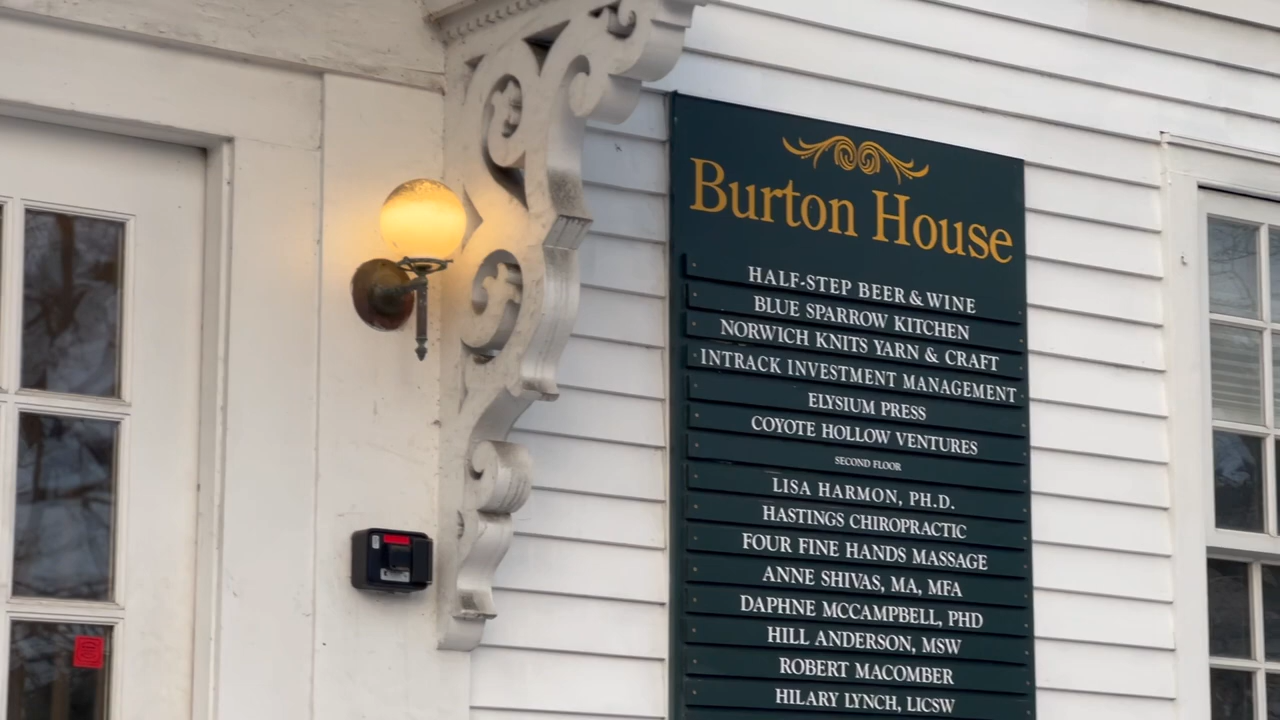 Burton House
HALF-STEP BEER & WINE
BLUE SPARROW KITCHEN
NORWICH KNITS YARN & CRAFT
INTRACK INVESTMENT MANAGEMENT
ELYSIUM PRESS
COYOTE HOLLOW VENTURES
SECOND FLOOR
LISA HARMON, PH.D.
HASTINGS CHIROPRACTIC
FOUR FINE HANDS MASSAGE
ANNE SHIVAS, MA, MFA
DAPHNE MCCAMPBELL, PHD
HILL ANDERSON, MSW
ROBERT MACOMBER
HILARY LYNCH, LICSW